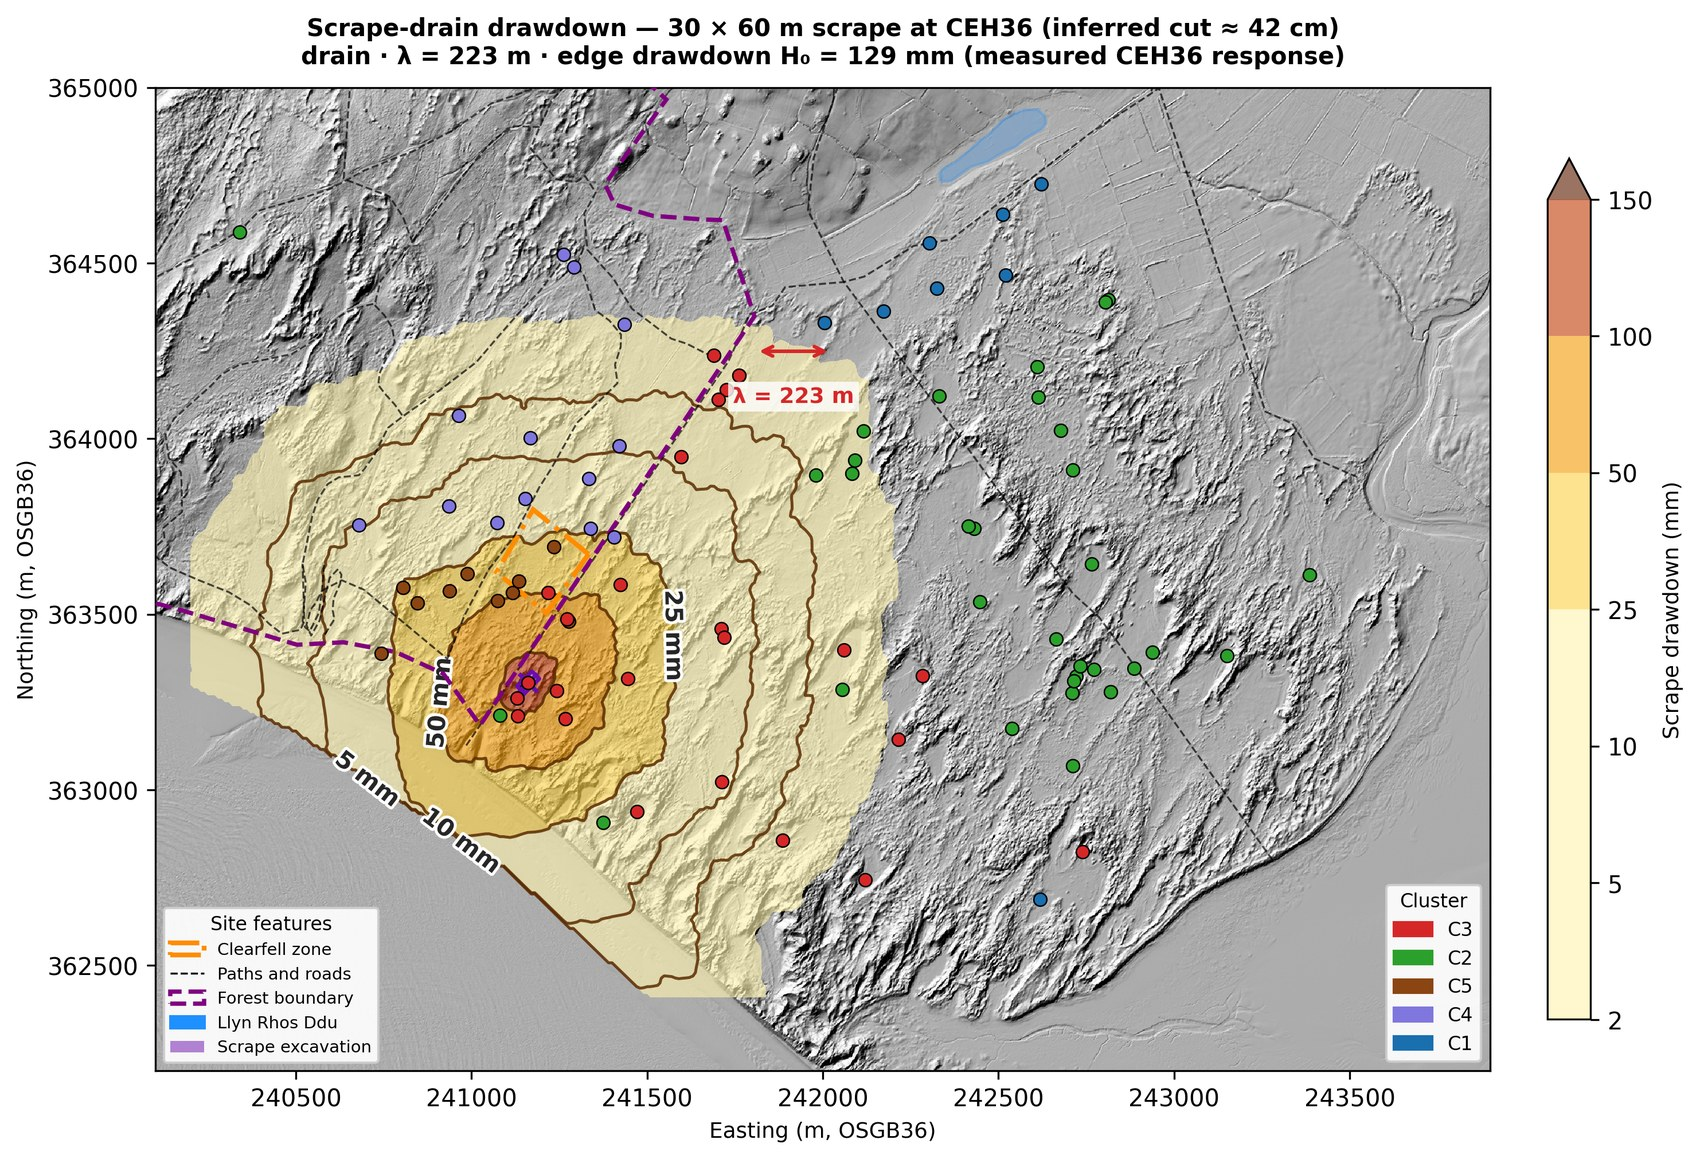 Scrape-drain drawdown — 30 × 60 m scrape at CEH36 (inferred cut ≈ 42 cm)
drain · λ = 223 m · edge drawdown H₀ = 129 mm (measured CEH36 response)
365000
364500
364000
363500
363000
362500
Northing (m, OSGB36)
240500
241000
241500
242000
242500
243000
243500
Easting (m, OSGB36)
λ = 223 m
25 mm
50 mm
5 mm
10 mm
Site features
Clearfell zone
Paths and roads
Forest boundary
Llyn Rhos Ddu
Scrape excavation
Cluster
C3
C2
C5
C4
C1
150
100
50
25
10
5
2
Scrape drawdown (mm)